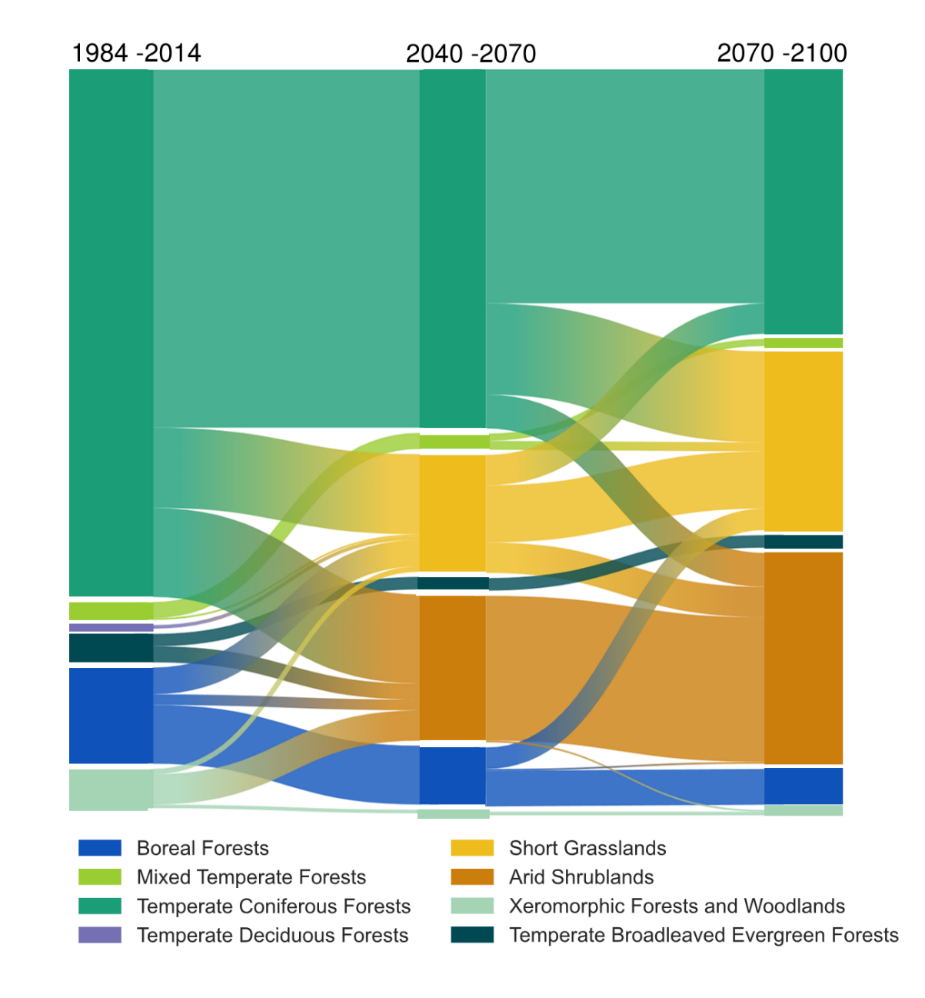 1984 -2014 2040 -2070 2070 -2100
Boreal Forests Short Grasslands
Mixed Temperate Forests Arid Shrublands
Temperate Coniferous Forests Xeromorphic Forests and Woodlands
Temperate Deciduous Forests Temperate Broadleaved Evergreen Forests